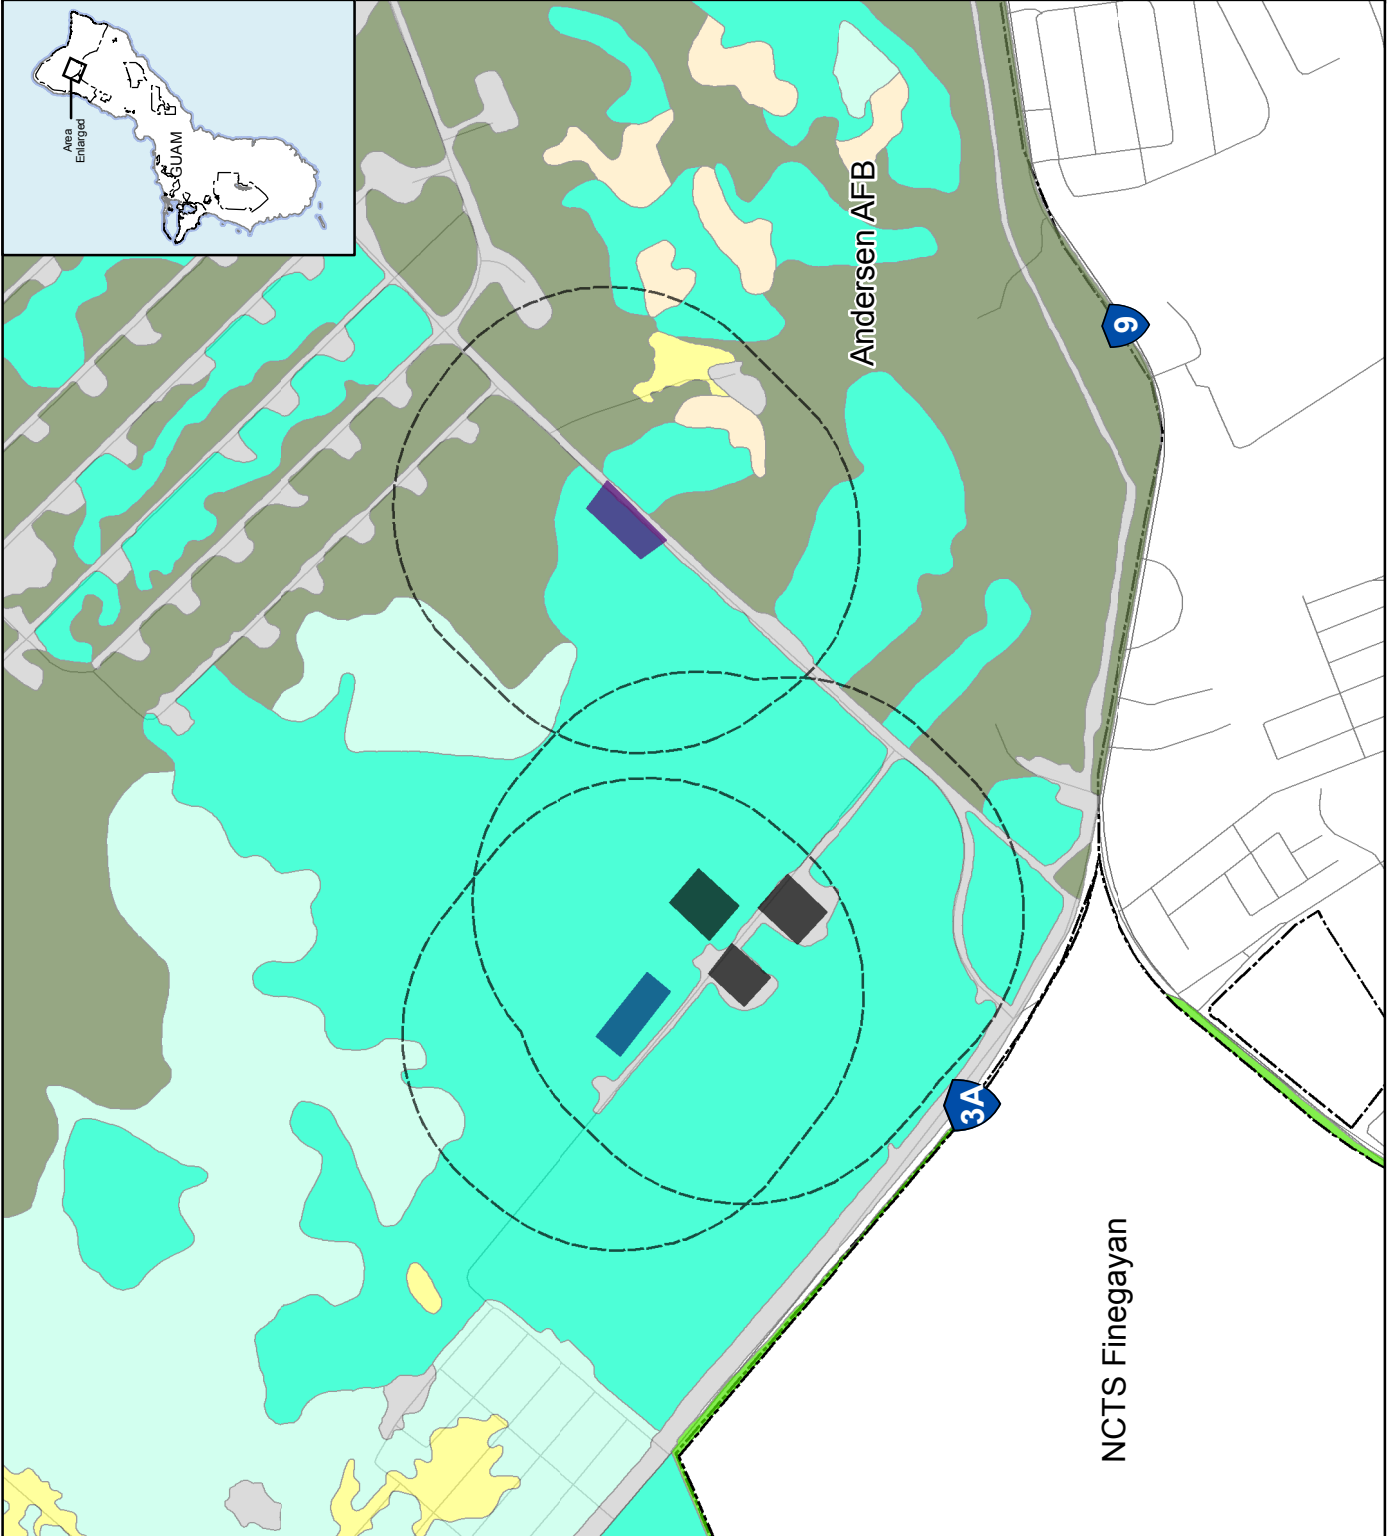 Area
Enlarged
GUAM
Andersen AFB
9
3A
NCTS Finegayan